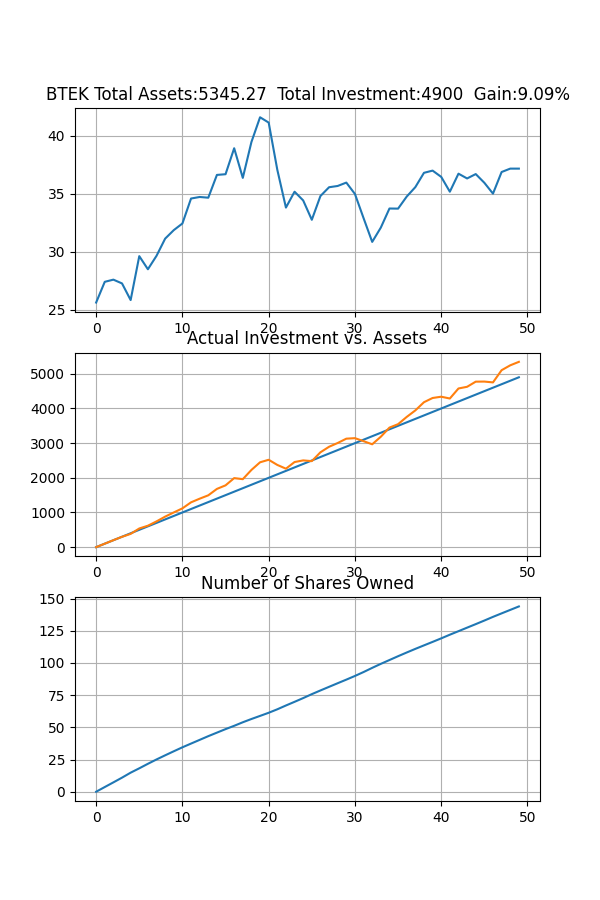 BTEK Total Assets:5345.27  Total Investment:4900  Gain:9.09%
40
35
30
25
0 10 20 30 40 50
Actual Investment vs. Assets
5000
4000
3000
2000
1000
0
0 10 20 30 40 50
Number of Shares Owned
150
125
100
75
50
25
0
0 10 20 30 40 50